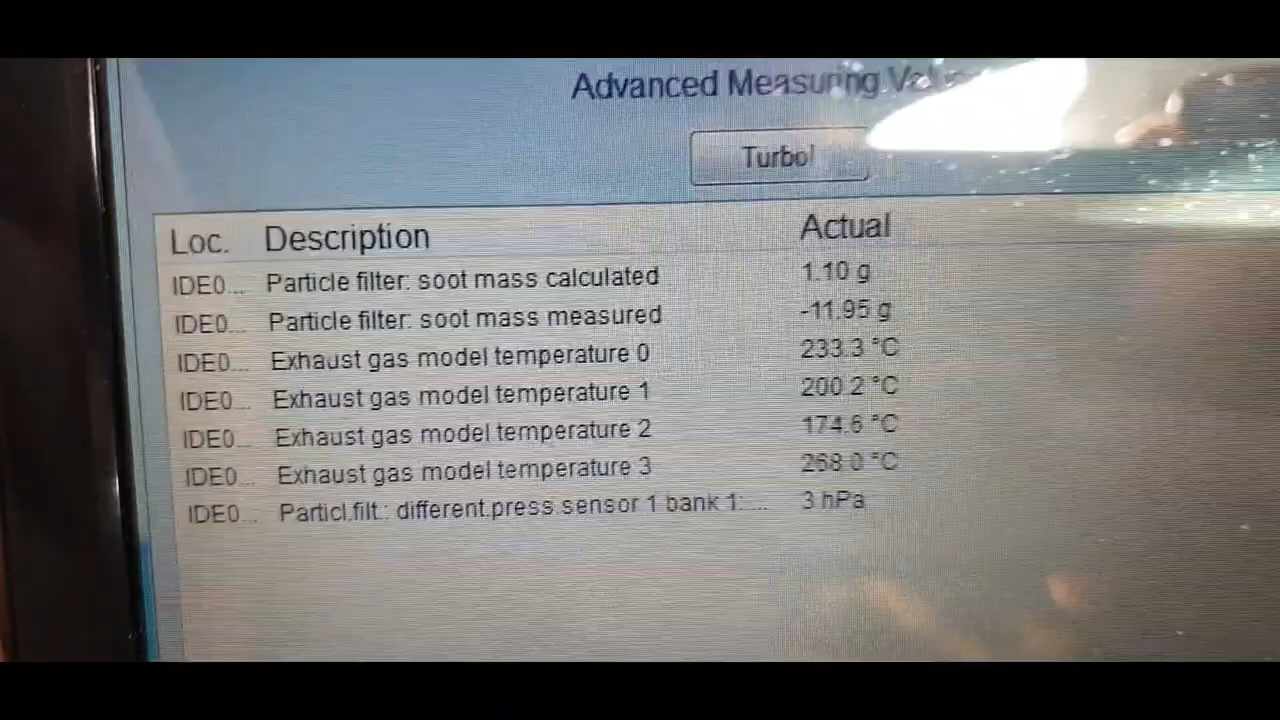 Advanced Measuring
Turbo!
Loc. Description Actual
IDE0... Particle filter: soot mass calculated 1.10 g
IDE0... Particle filter: soot mass measured -11.95 g
IDE0... Exhaust gas model temperature 0 233.3 °C
IDE0... Exhaust gas model temperature 1 200.2 °C
IDE0... Exhaust gas model temperature 2 174.6 °C
IDE0... Exhaust gas model temperature 3 268.0 °C
IDE0... Particl.filt.: different.press.sensor 1 bank 1: ... 3 hPa